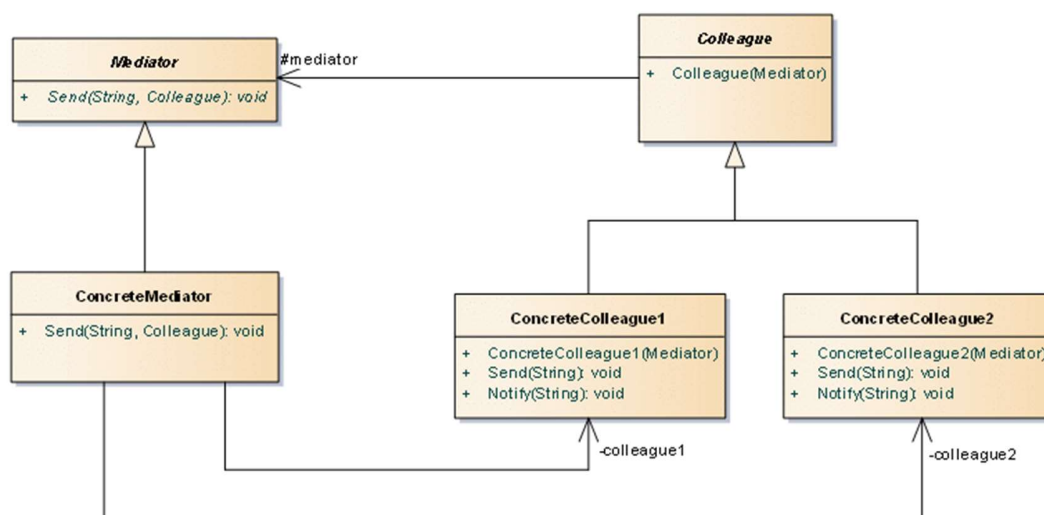 Mediator
+ Send(String, Colleague): void
#mediator
Colleague
+ Colleague(Mediator)
ConcreteMediator
+ Send(String, Colleague): void
ConcreteColleague1
+ ConcreteColleague1(Mediator)
+ Send(String): void
+ Notify(String): void
ConcreteColleague2
+ ConcreteColleague2(Mediator)
+ Send(String): void
+ Notify(String): void
-colleague1
-colleague2